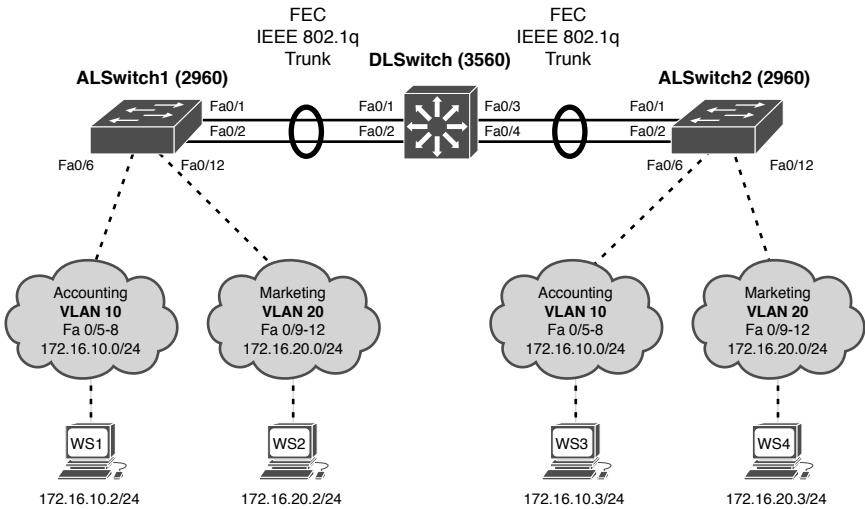 FEC
IEEE 802.1q
Trunk
FEC
IEEE 802.1q
Trunk
ALSwitch1 (2960)
DLSwitch (3560)
ALSwitch2 (2960)
Fa0/1
Fa0/1
Fa0/3
Fa0/1
Fa0/2
Fa0/2
Fa0/4
Fa0/2
Fa0/6
Fa0/12
Fa0/6
Fa0/12
Accounting
VLAN 10
Fa 0/5-8
172.16.10.0/24
Marketing
VLAN 20
Fa 0/9-12
172.16.20.0/24
Accounting
VLAN 10
Fa 0/5-8
172.16.10.0/24
Marketing
VLAN 20
Fa 0/9-12
172.16.20.0/24
WS1
WS2
WS3
WS4
172.16.10.2/24
172.16.20.2/24
172.16.10.3/24
172.16.20.3/24